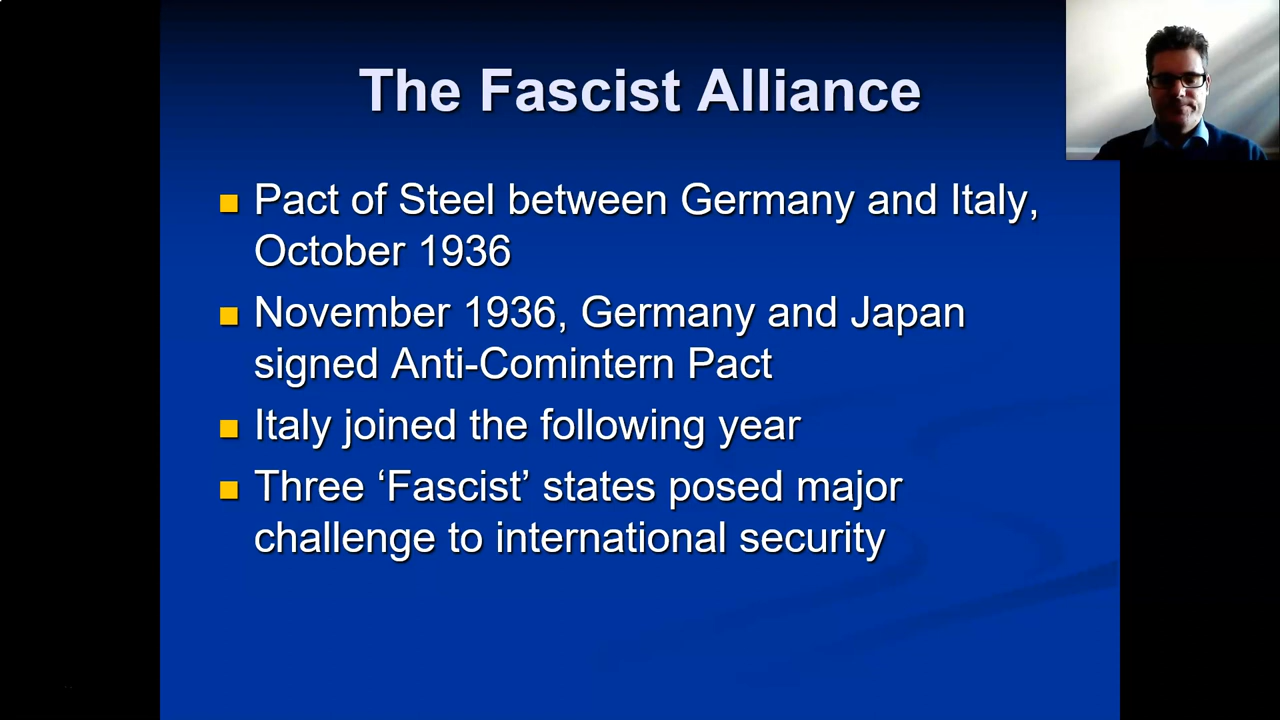 The Fascist Alliance
Pact of Steel between Germany and Italy,
October 1936
November 1936, Germany and Japan
signed Anti-Comintern Pact
Italy joined the following year
Three ‘Fascist’ states posed major
challenge to international security